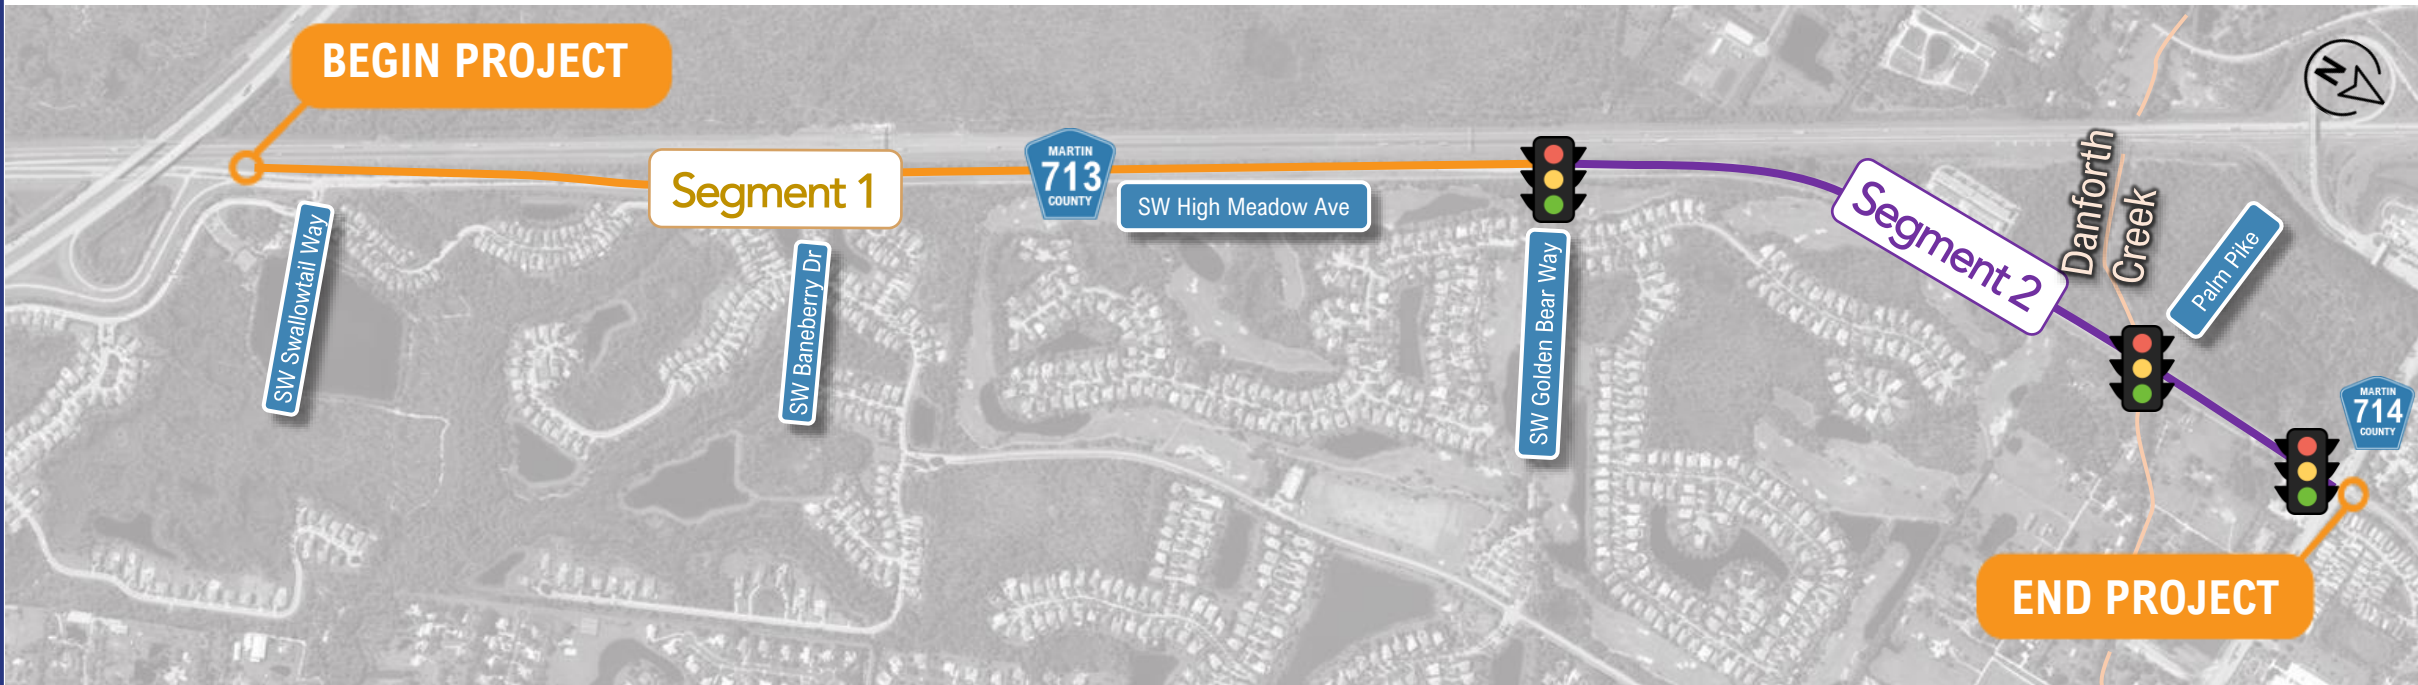 BEGIN PROJECT
N
Segment 1
MARTIN
713
COUNTY
SW High Meadow Ave
SW Swallowtail Way
SW Baneberry Dr
SW Golden Bear Way
Segment 2
Danforth
Creek
Palm Pike
MARTIN
714
COUNTY
END PROJECT